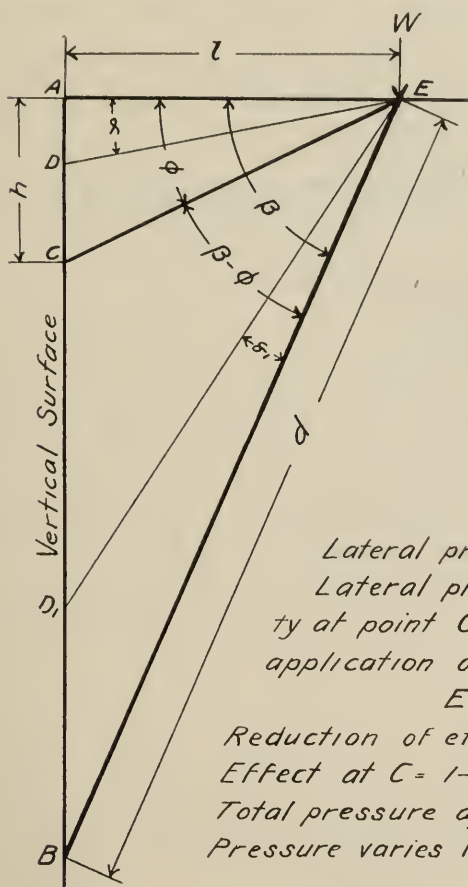 W
l
A
E
h
D
ϕ
β
C
β-ϕ
δ₁
d
Vertical Surface
D₁
B
Lateral pr
Lateral pr
ty at point C
application o
E
Reduction of e
Effect at C = 1-
Total pressure a
Pressure varies i